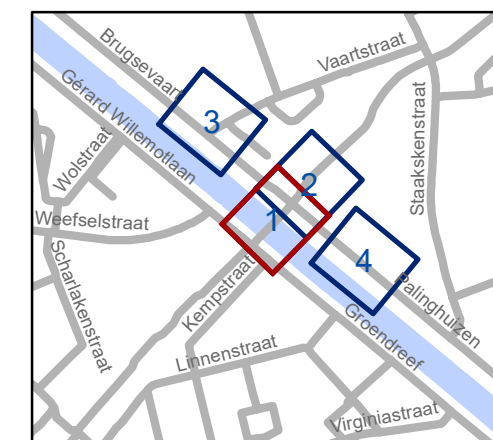 Brugsevaart
Vaartstraat
Gérard Willemotlaan
3
Staakskenstraat
Wolstraat
2
Weefselstraat
1
4
Scharlakenstraat
Kempstraat
Palinghuizen
Groendreef
Linnenstraat
Virginiastraat